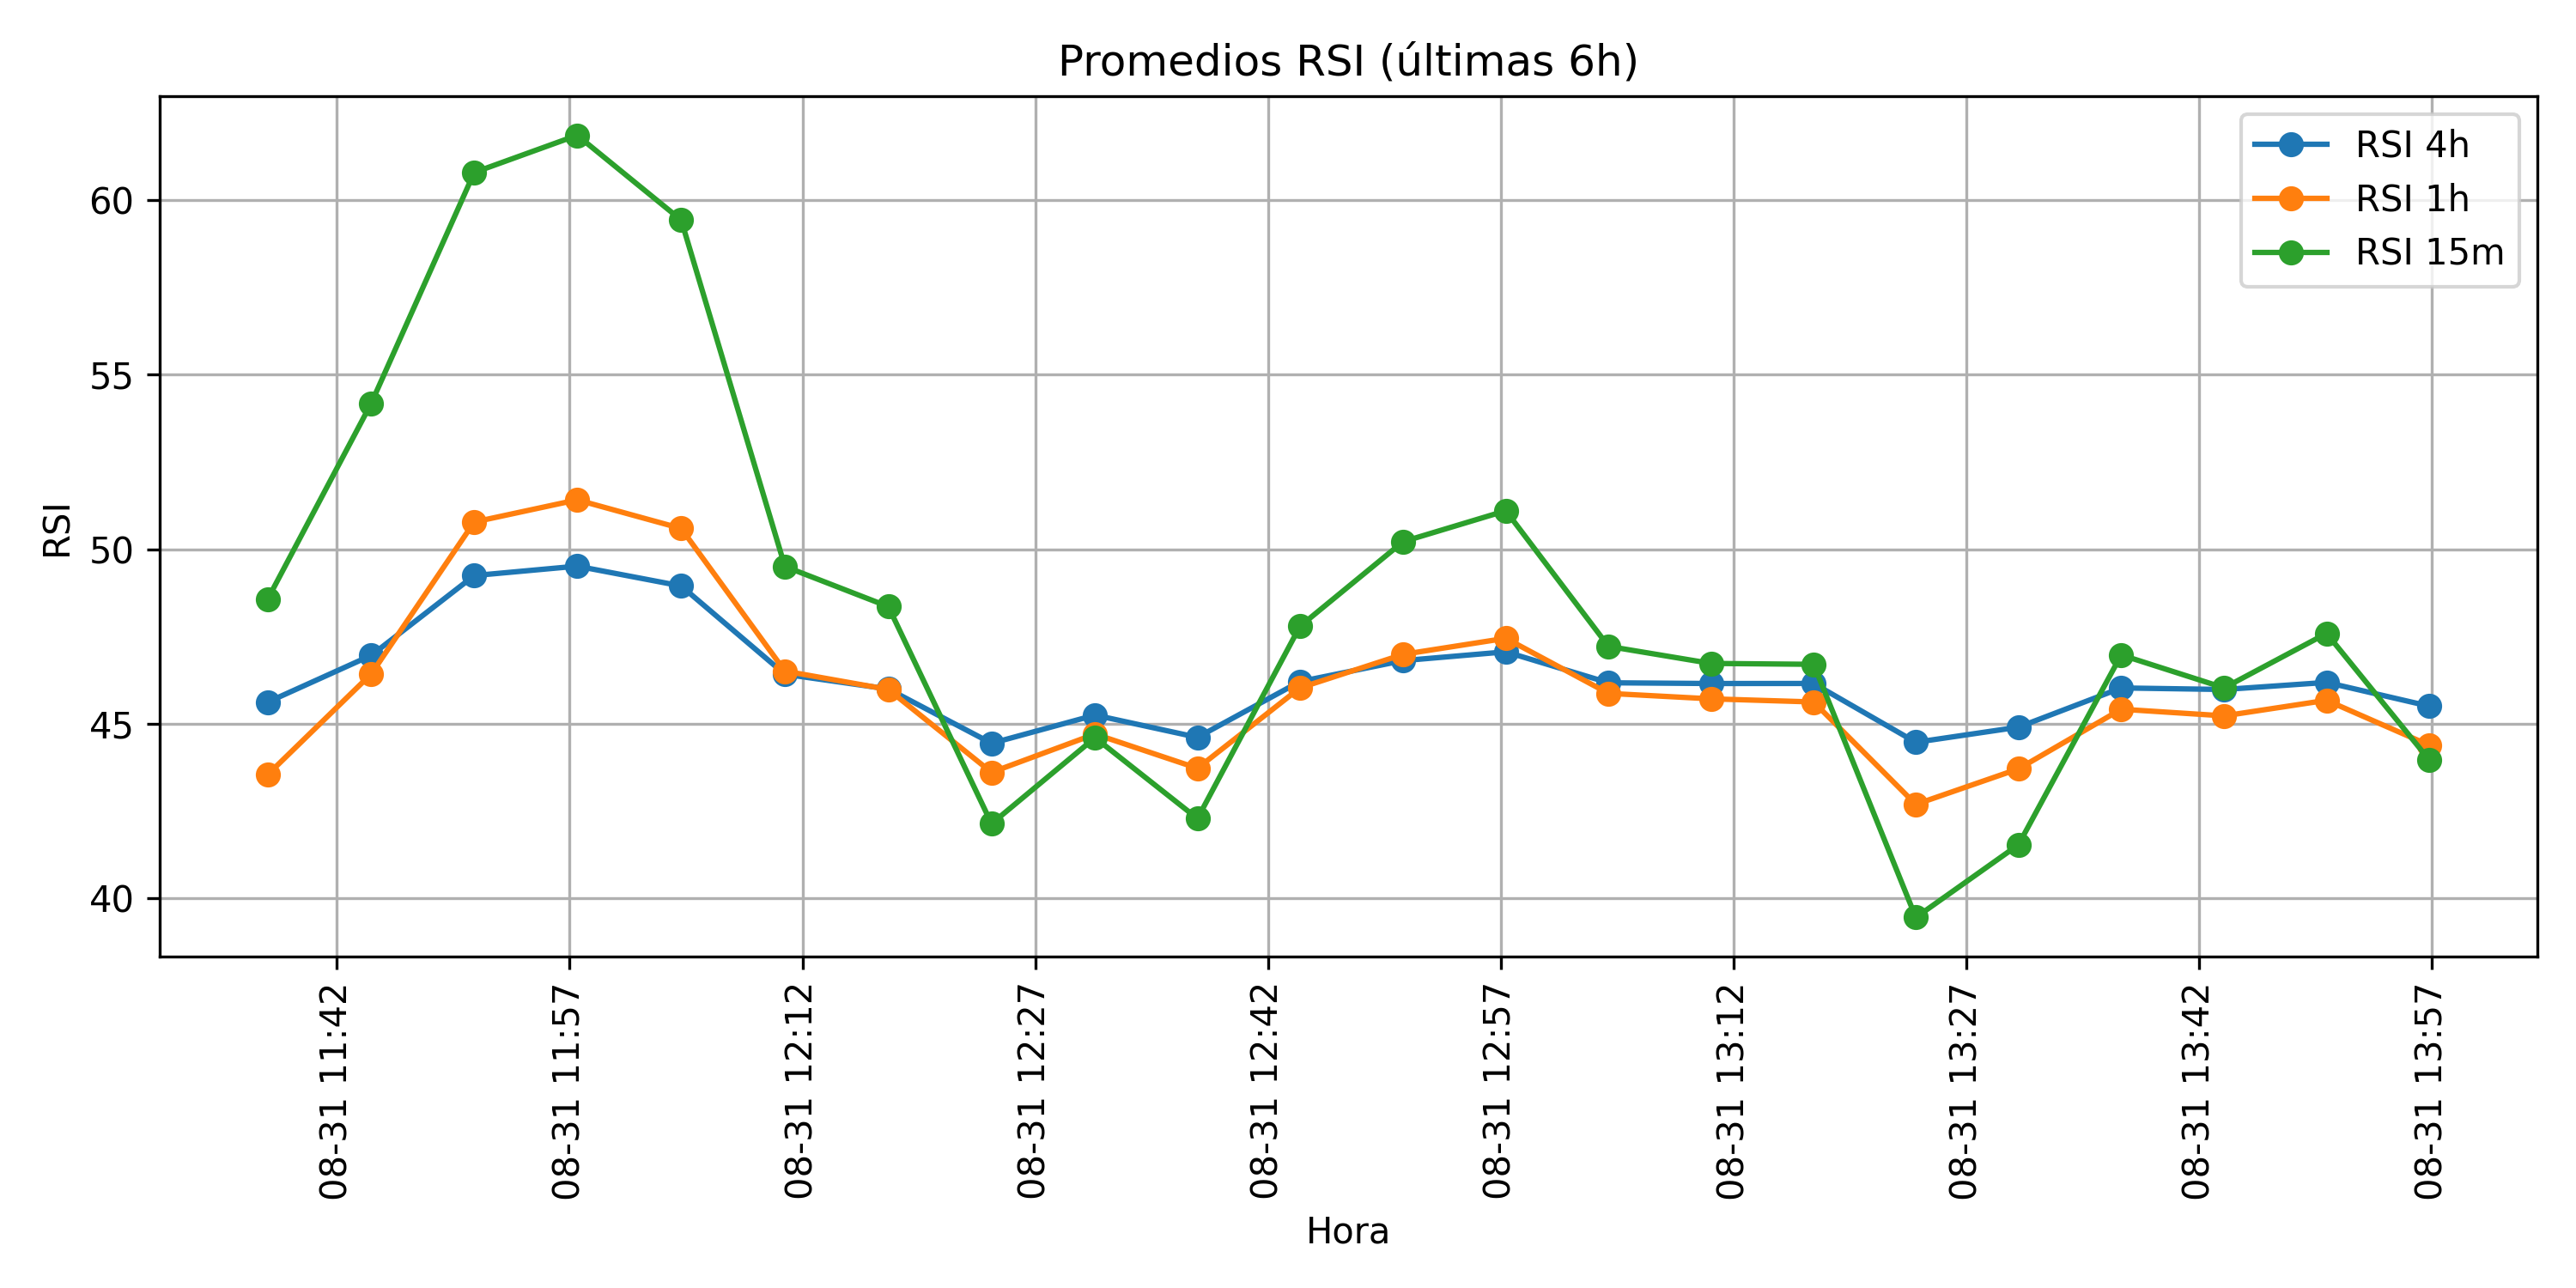 Promedios RSI (últimas 6h)
RSI 4h
RSI 1h
RSI 15m
RSI
60
55
50
45
40
08-31 11:42
08-31 11:57
08-31 12:12
08-31 12:27
08-31 12:42
08-31 12:57
08-31 13:12
08-31 13:27
08-31 13:42
08-31 13:57
Hora